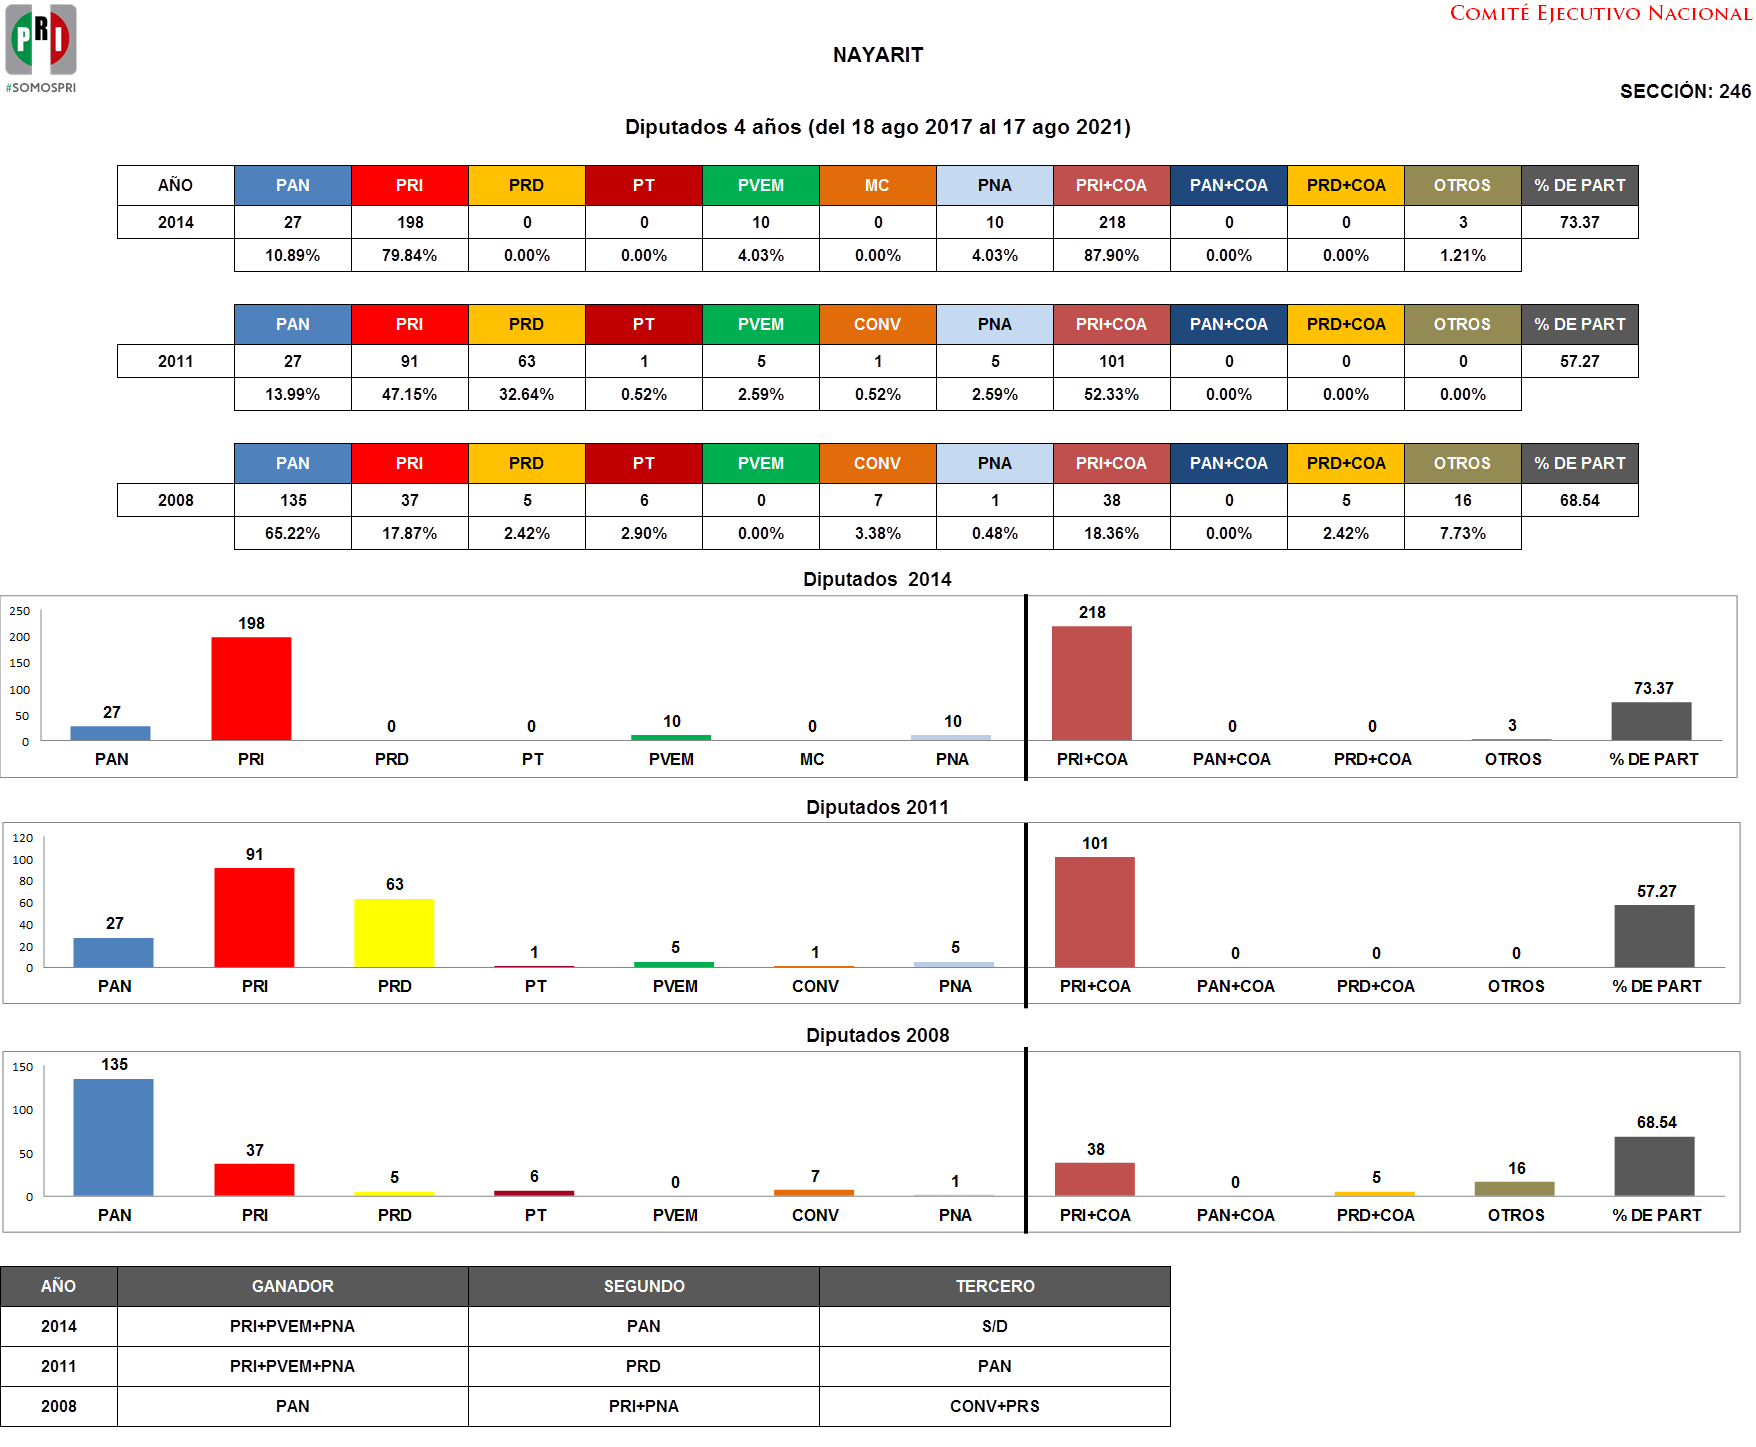 PRI
#SOMOSPRI
COMITÉ EJECUTIVO NACIONAL
NAYARIT
SECCIÓN: 246
Diputados 4 años (del 18 ago 2017 al 17 ago 2021)
AÑO PAN PRI PRD PT PVEM MC PNA PRI+COA PAN+COA PRD+COA OTROS % DE PART
2014 27 198 0 0 10 0 10 218 0 0 3 73.37
10.89% 79.84% 0.00% 0.00% 4.03% 0.00% 4.03% 87.90% 0.00% 0.00% 1.21%
PAN PRI PRD PT PVEM CONV PNA PRI+COA PAN+COA PRD+COA OTROS % DE PART
2011 27 91 63 1 5 1 5 101 0 0 0 57.27
13.99% 47.15% 32.64% 0.52% 2.59% 0.52% 2.59% 52.33% 0.00% 0.00% 0.00%
PAN PRI PRD PT PVEM CONV PNA PRI+COA PAN+COA PRD+COA OTROS % DE PART
2008 135 37 5 6 0 7 1 38 0 5 16 68.54
65.22% 17.87% 2.42% 2.90% 0.00% 3.38% 0.48% 18.36% 0.00% 2.42% 7.73%
Diputados 2014
250
200
150
100
50
0
27 198 0 0 10 0 10 218 0 0 3 73.37
PAN PRI PRD PT PVEM MC PNA PRI+COA PAN+COA PRD+COA OTROS % DE PART
Diputados 2011
120
100
80
60
40
20
0
27 91 63 1 5 1 5 101 0 0 0 57.27
PAN PRI PRD PT PVEM CONV PNA PRI+COA PAN+COA PRD+COA OTROS % DE PART
Diputados 2008
150
100
50
0
135 37 5 6 0 7 1 38 0 5 16 68.54
PAN PRI PRD PT PVEM CONV PNA PRI+COA PAN+COA PRD+COA OTROS % DE PART
AÑO GANADOR SEGUNDO TERCERO
2014 PRI+PVEM+PNA PAN S/D
2011 PRI+PVEM+PNA PRD PAN
2008 PAN PRI+PNA CONV+PRS